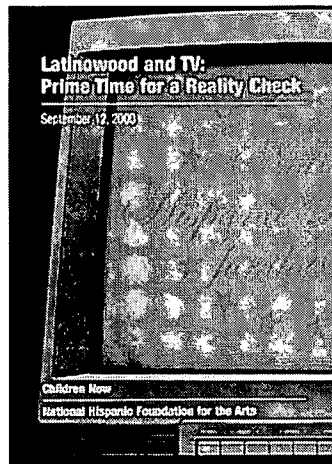 Latinowood and TV:
Prime Time for a Reality Check
September 12, 2000
Children Now
National Hispanic Foundation for the Arts